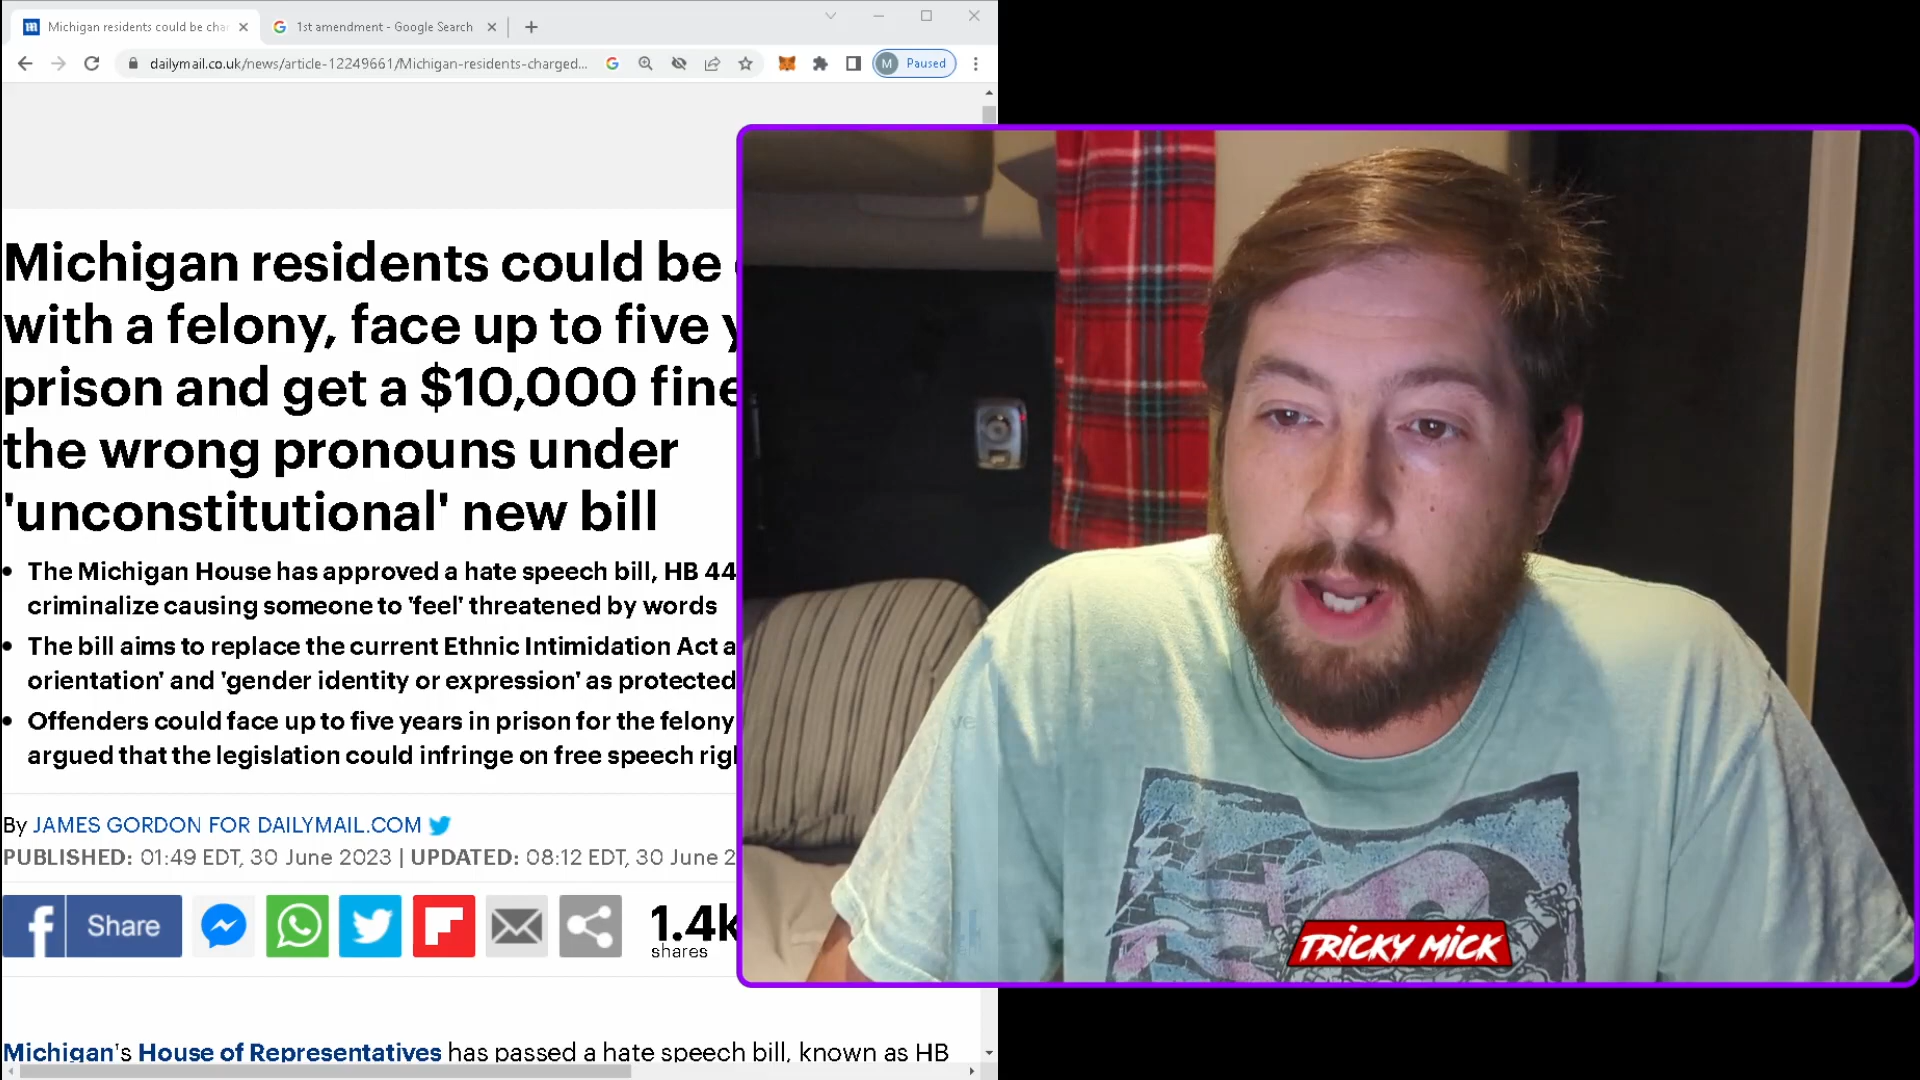 Michigan residents could be cha
1st amendment - Google Search
dailymail.co.uk/news/article-12249661/Michigan-residents-charged...
M Paused
Michigan residents could be
with a felony, face up to five y
prison and get a $10,000 fine
the wrong pronouns under
'unconstitutional' new bill
The Michigan House has approved a hate speech bill, HB 44
criminalize causing someone to 'feel' threatened by words
The bill aims to replace the current Ethnic Intimidation Act a
orientation' and 'gender identity or expression' as protected
Offenders could face up to five years in prison for the felony
argued that the legislation could infringe on free speech rig
By JAMES GORDON FOR DAILYMAIL.COM
PUBLISHED: 01:49 EDT, 30 June 2023 | UPDATED: 08:12 EDT, 30 June 2
Share
1.4k
shares
TRICKY MICK
Michigan's House of Representatives has passed a hate speech bill, known as HB